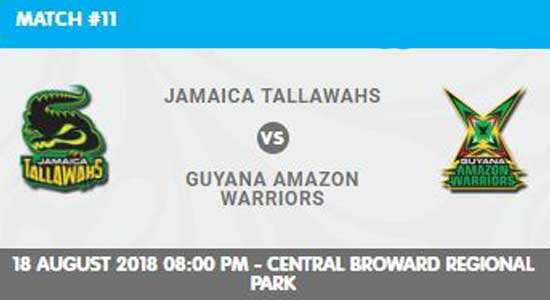 MATCH #11
JAMAICA TALLAWAHS
VS
GUYANA AMAZON
WARRIORS
JAMAICA
TALLAWAHS
GUYANA
AMAZON
WARRIORS
18 AUGUST 2018 08:00 PM - CENTRAL BROWARD REGIONAL
PARK